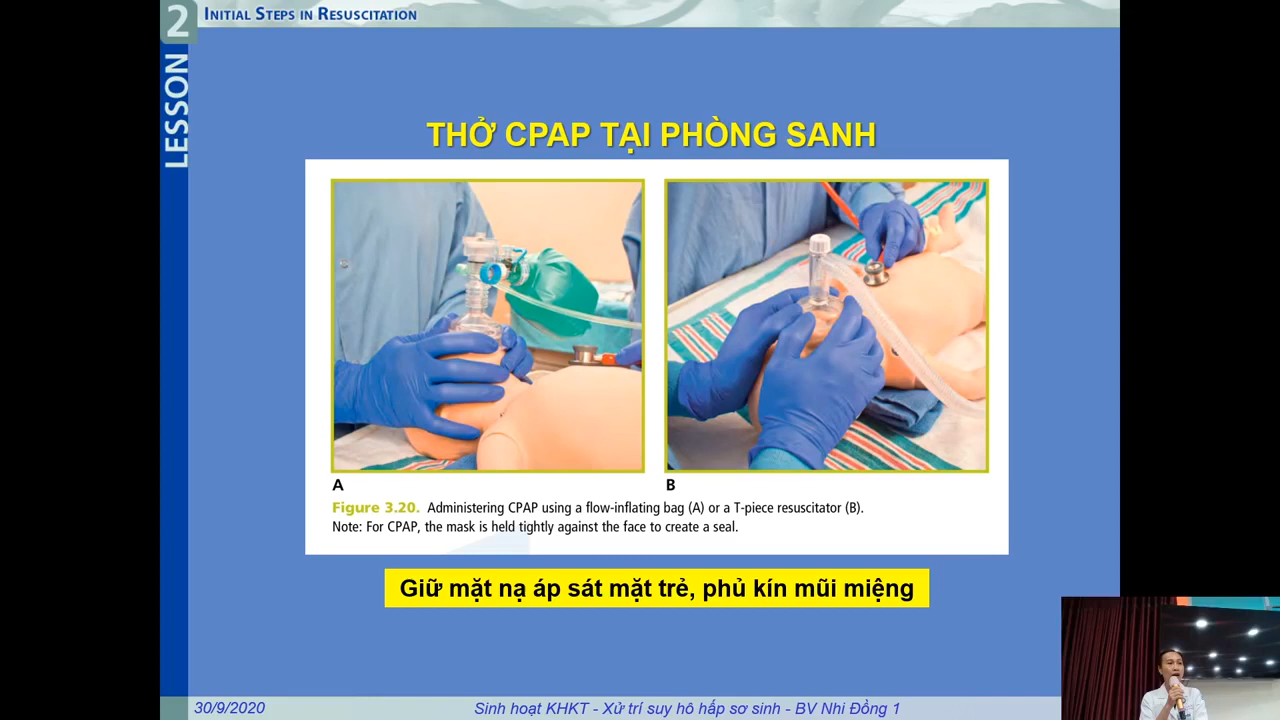 2
INITIAL STEPS IN RESUSCITATION
LESSON
THỞ CPAP TẠI PHÒNG SANH
A
B
Figure 3.20. Administering CPAP using a flow-inflating bag (A) or a T-piece resuscitator (B).
Note: For CPAP, the mask is held tightly against the face to create a seal.
Giữ mặt nạ áp sát mặt trẻ, phủ kín mũi miệng
30/9/2020
Sinh hoạt KHKT - Xử trí suy hô hấp sơ sinh - BV Nhi Đồng 1